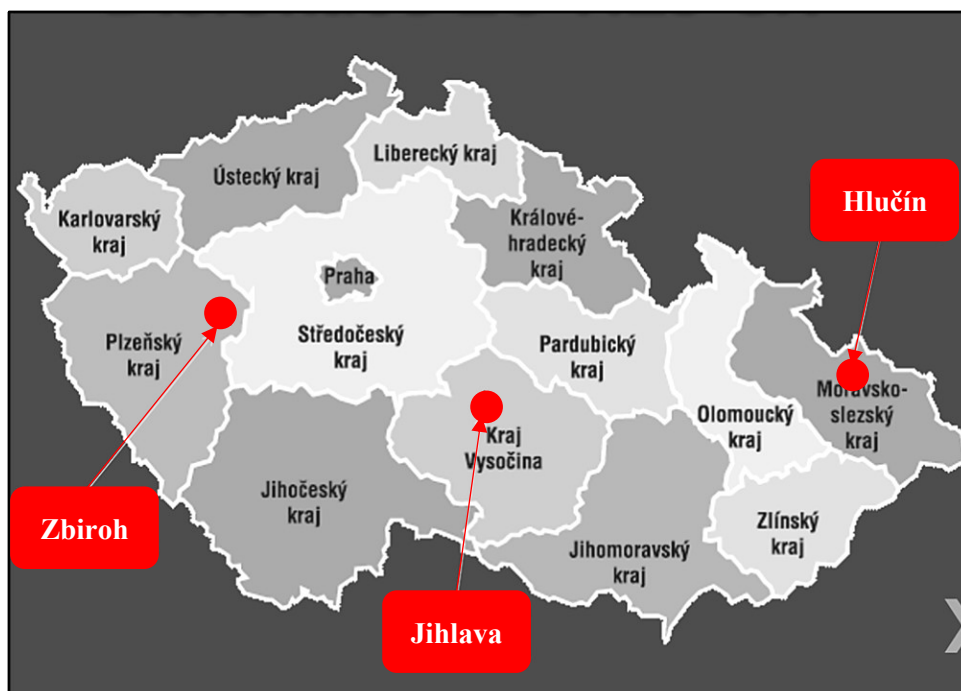 Liberecký kraj
Ústecký kraj
Hlučín
Karlovarský
kraj
Králové-
hradecký
kraj
Praha
Plzeňský
kraj
Středočeský
kraj
Pardubický
kraj
Moravsko-
slezský
kraj
Olomoucký
kraj
Kraj
Vysočina
Jihočeský
kraj
Zbiroh
Zlínský
kraj
Jihomoravský
kraj
Jihlava